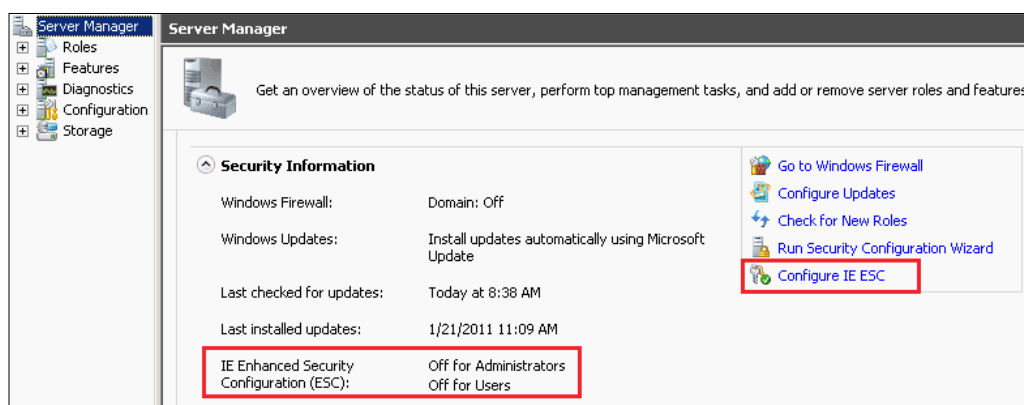 Server Manager
Roles
Features
Diagnostics
Configuration
Storage
Server Manager
Get an overview of the status of this server, perform top management tasks, and add or remove server roles and features
Security Information
Windows Firewall: Domain: Off
Windows Updates: Install updates automatically using Microsoft
Update
Last checked for updates: Today at 8:38 AM
Last installed updates: 1/21/2011 11:09 AM
IE Enhanced Security Off for Administrators
Configuration (ESC): Off for Users
Go to Windows Firewall
Configure Updates
Check for New Roles
Run Security Configuration Wizard
Configure IE ESC